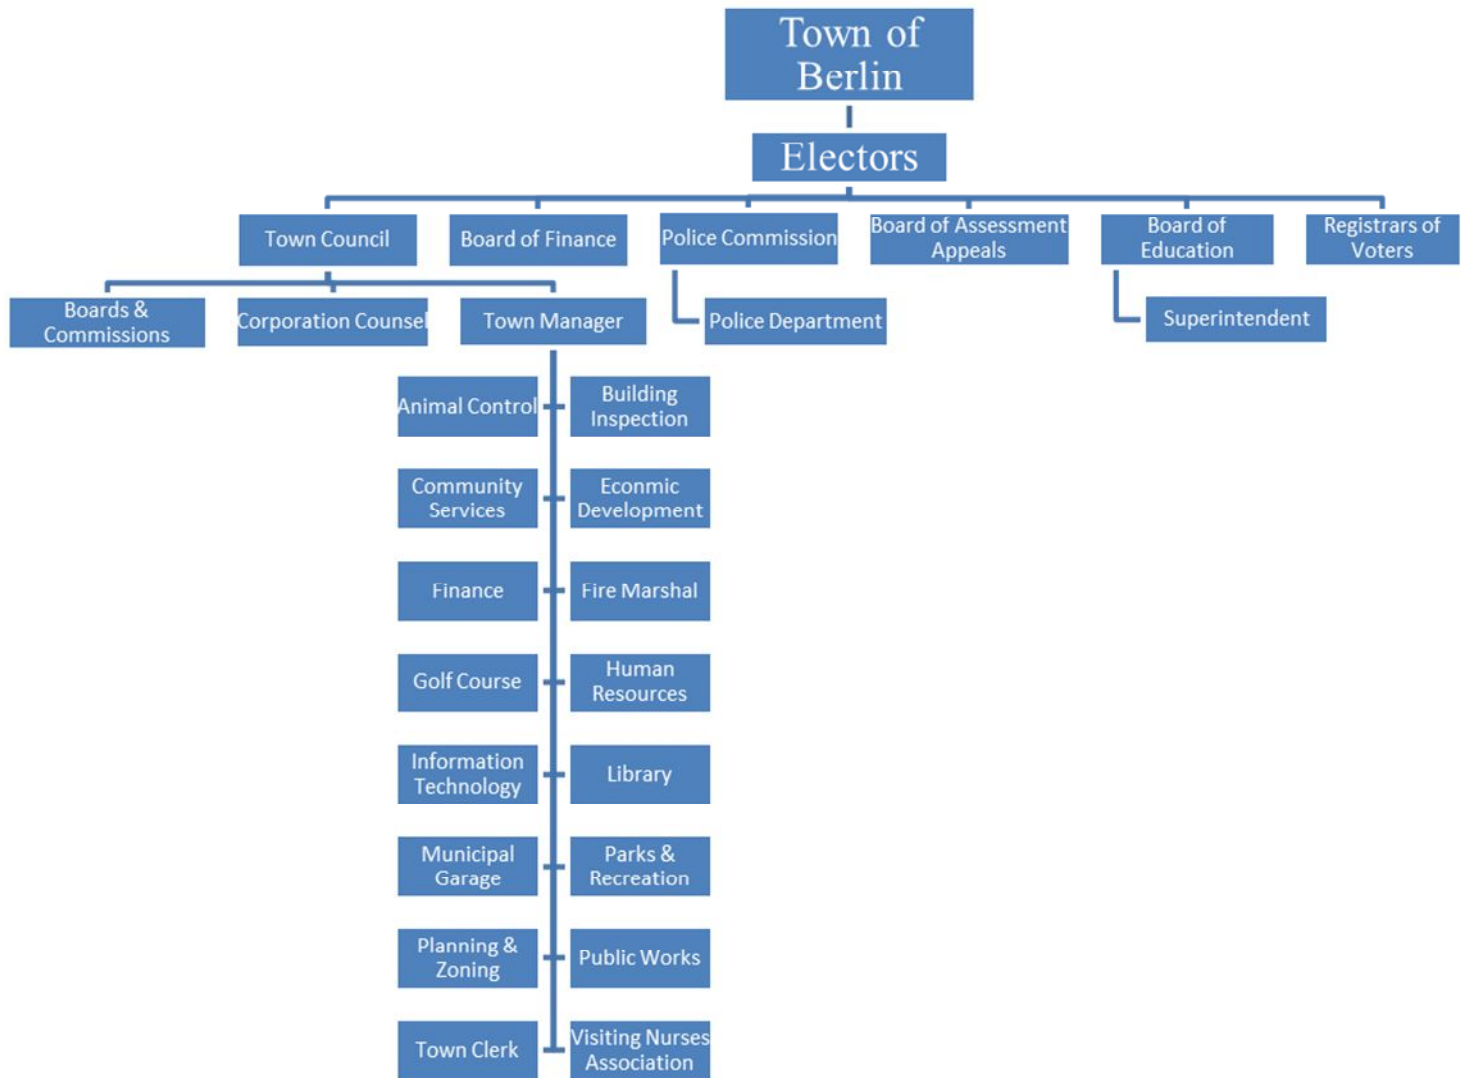 Town of
Berlin
Electors
Town Council
Board of Finance
Police Commission
Board of Assessment
Appeals
Board of
Education
Registrars of
Voters
Boards &
Commissions
Corporation Counsel
Town Manager
Police Department
Superintendent
Animal Control
Building
Inspection
Community
Services
Econmic
Development
Finance
Fire Marshal
Golf Course
Human
Resources
Information
Technology
Library
Municipal
Garage
Parks &
Recreation
Planning &
Zoning
Public Works
Town Clerk
Visiting Nurses
Association